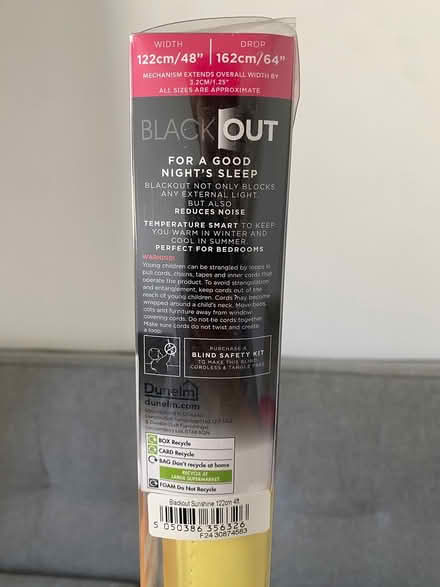 WIDTH
122cm/48"
DROP
162cm/64"
MECHANISM EXTENDS OVERALL WIDTH BY
3.2CM/1.25"
ALL SIZES ARE APPROXIMATE
BLACKOUT
FOR A GOOD
NIGHT'S SLEEP
BLACKOUT NOT ONLY BLOCKS
ANY EXTERNAL LIGHT,
BUT ALSO
REDUCES NOISE
TEMPERATURE SMART TO KEEP
YOU WARM IN WINTER AND
COOL IN SUMMER.
PERFECT FOR BEDROOMS
WARNING!
Young children can be strangled by loops in
pull cords, chains, tapes and inner cords that
operate the product. To avoid strangulation
and entanglement, keep cords out of the
reach of young children. Cords may become
wrapped around a child's neck. Move beds,
cots and furniture away from window
covering cords. Do not tie cords together.
Make sure cords do not twist and create
a loop.
PURCHASE A
BLIND SAFETY KIT
TO MAKE THIS BLIND
CORDLESS & TANGLE FREE
Dunelm
dunelm.com
BOX Recycle
CARD Recycle
BAG Don't recycle at home
RECYCLE AT
LARGE SUPERMARKET
FOAM Do Not Recycle
Blackout Sunshine 122cm 4ft
5 050386 356326
F24 30874563